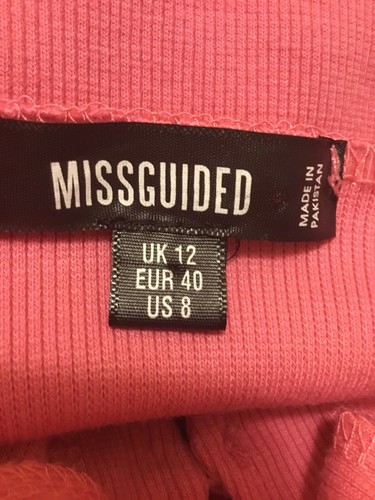 MISSGUIDED
MADE IN
PAKISTAN
UK 12
EUR 40
US 8